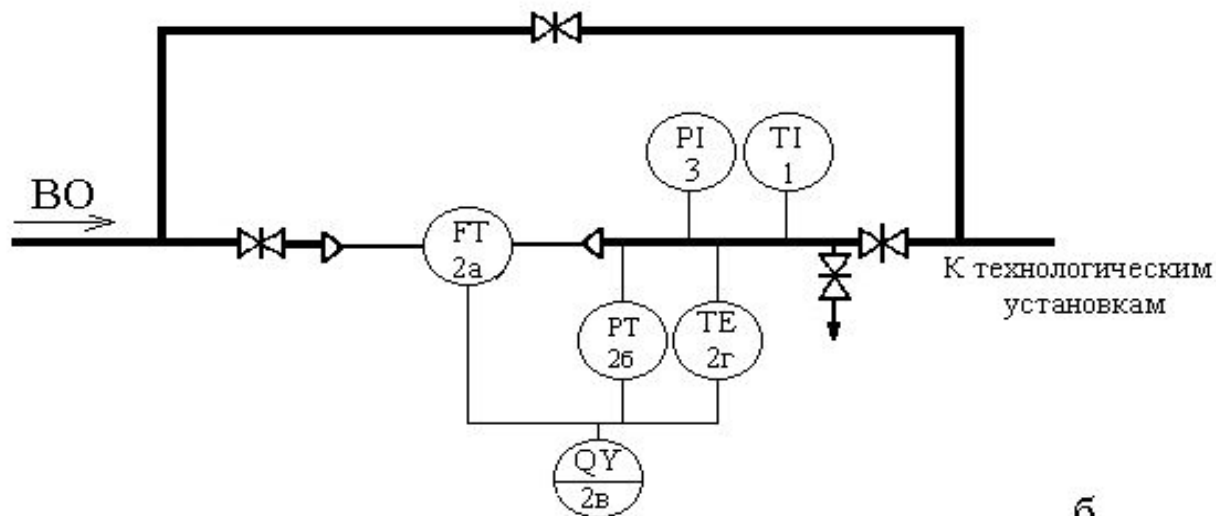 PI
3
TI
1
ВО
FT
2а
К технологическим
установкам
PT
2б
TE
2г
QY
2в
б